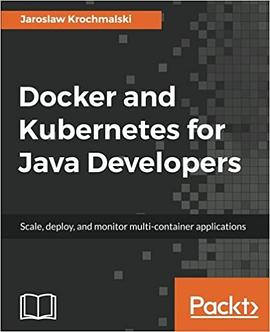 Jaroslaw Krochmalski
Docker and
Kubernetes for
Java Developers
Scale, deploy, and monitor multi-container applications
Packt>